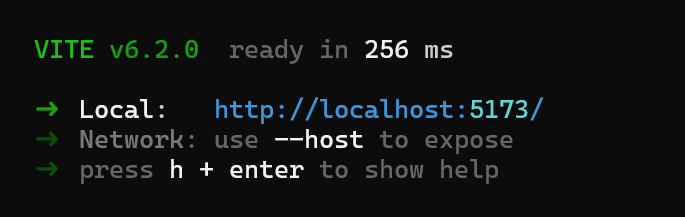 VITE v6.2.0 ready in 256 ms
➜ Local: http://localhost:5173/
➜ Network: use --host to expose
➜ press h + enter to show help